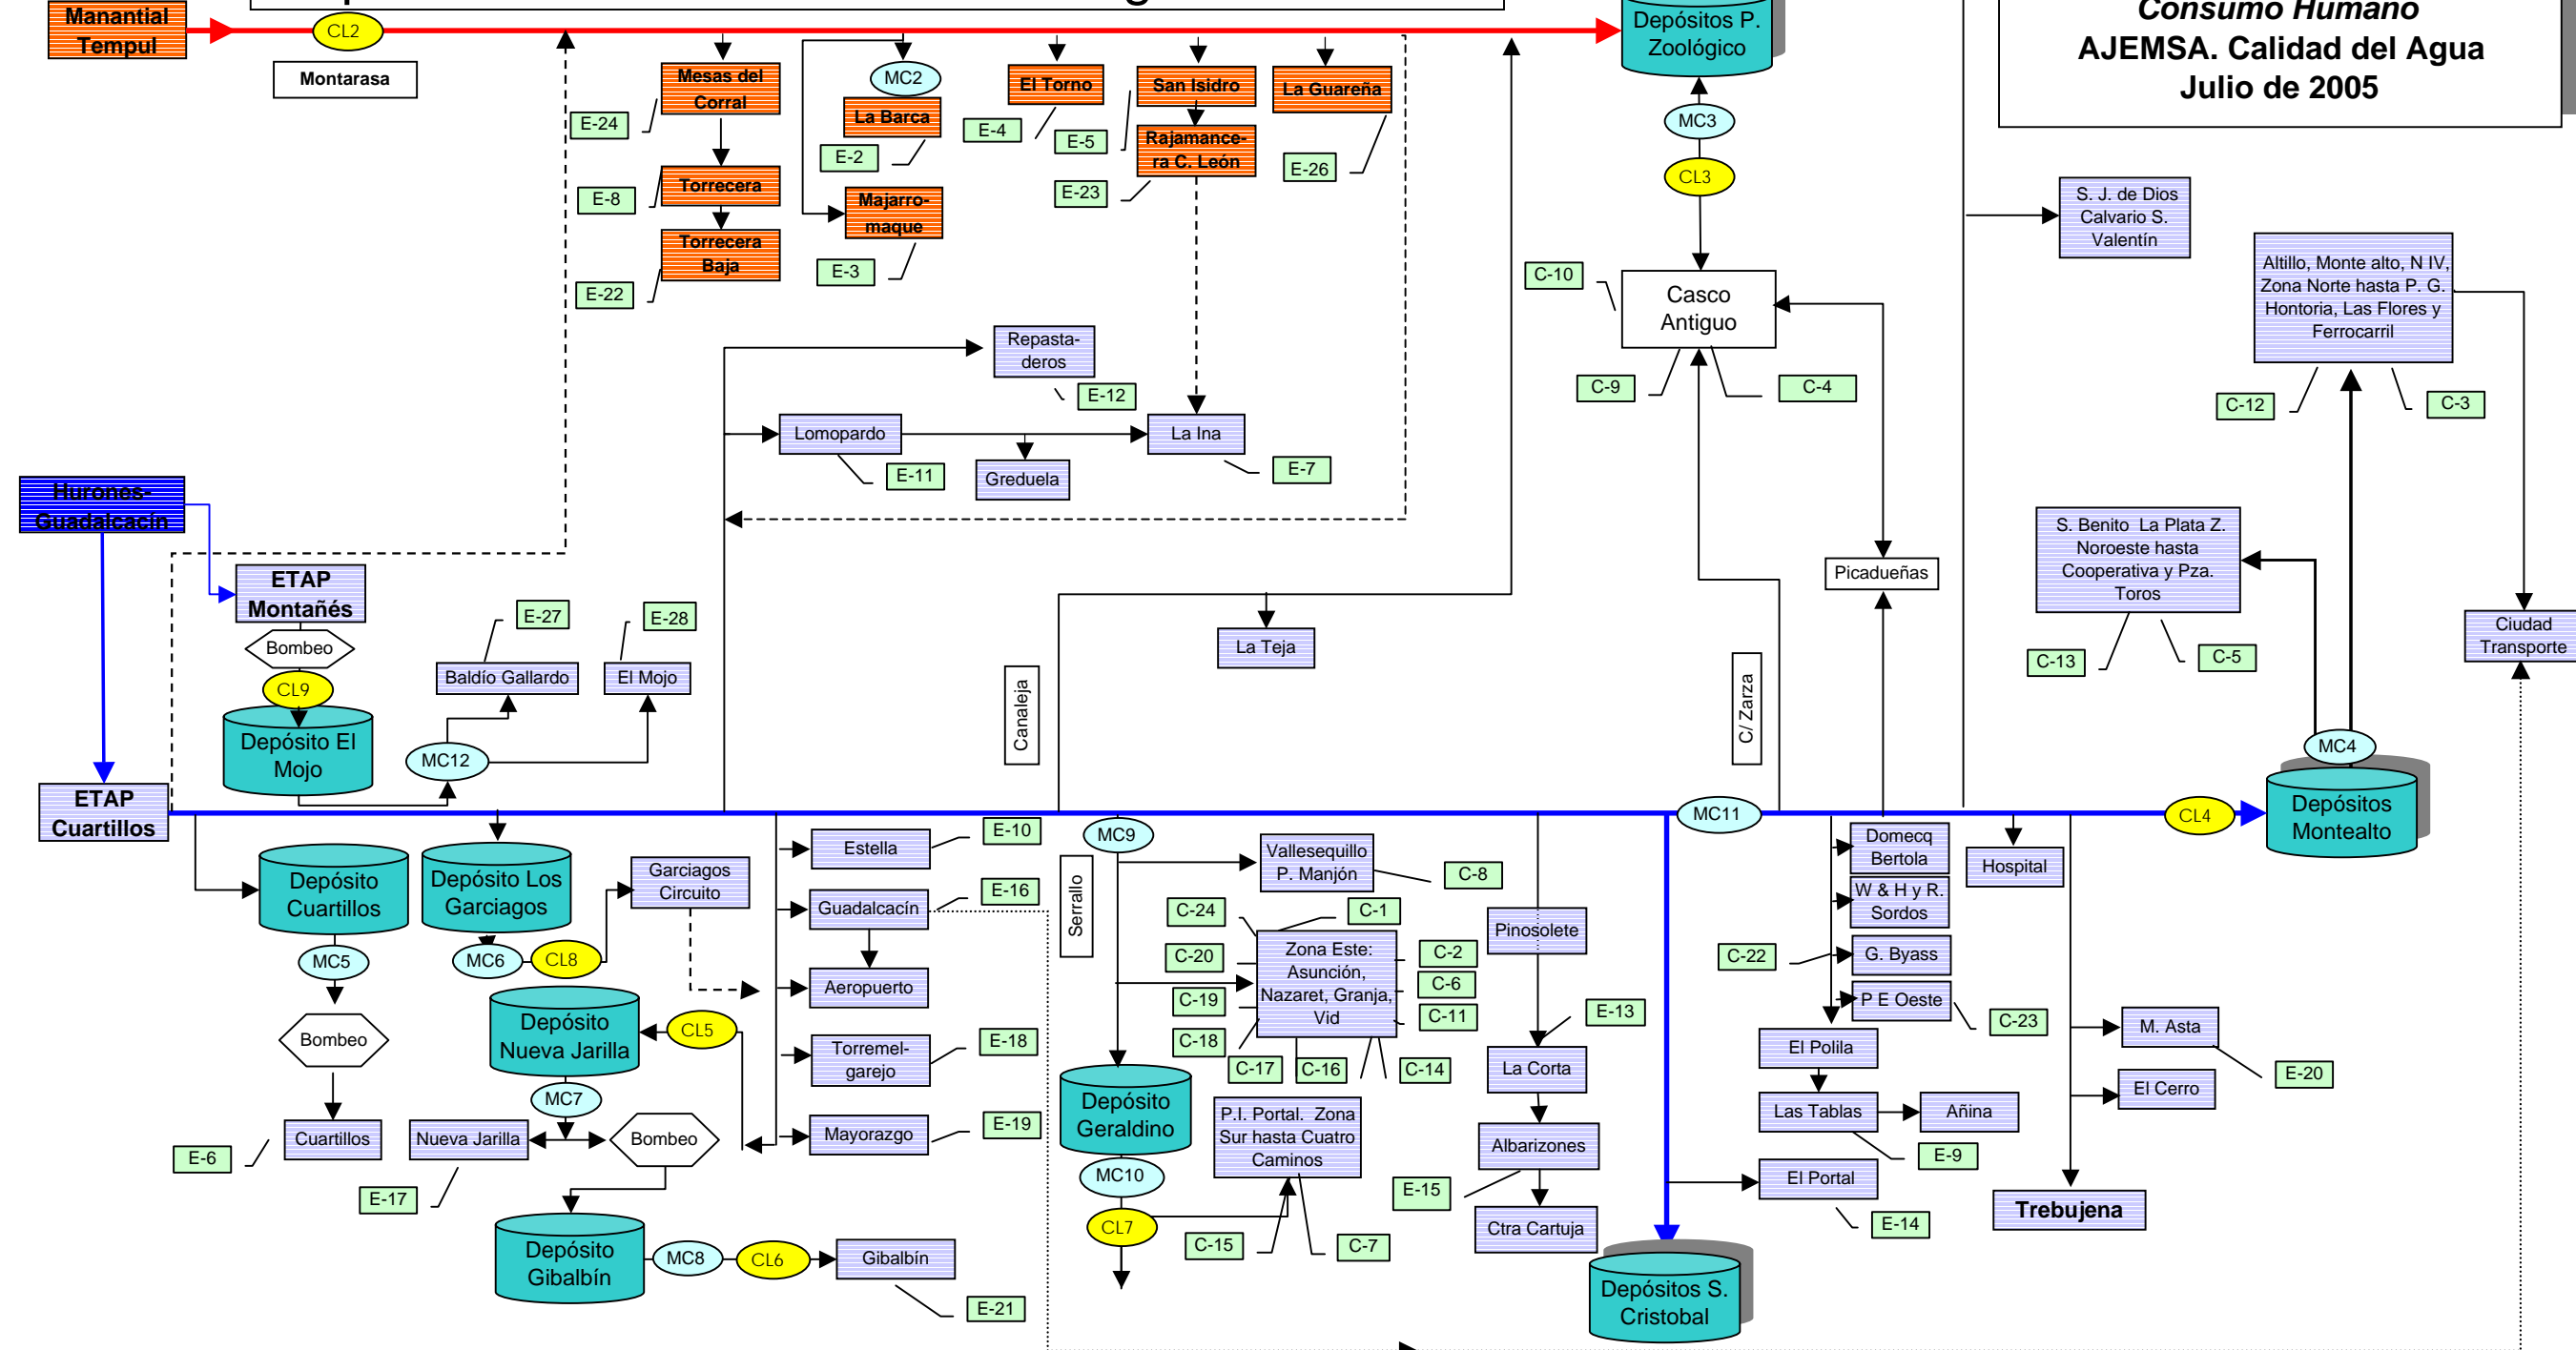 Manantial
Tempul
CL2
Montarasa
Depósitos P.
Zoológico
Consumo Humano
AJEMSA. Calidad del Agua
Julio de 2005
Mesas del
Corral
E-24
Torrecera
E-8
Torrecera
Baja
E-22
MC2
La Barca
E-2
Majarro-
maque
E-3
El Torno
E-4
San Isidro
E-5
Rajamance-
ra C. León
E-23
La Guareña
E-26
MC3
CL3
C-10
Casco
Antiguo
C-9
C-4
S. J. de Dios
Calvario S.
Valentín
Altillo, Monte alto, N IV,
Zona Norte hasta P. G.
Hontoria, Las Flores y
Ferrocarril
C-12
C-3
Repasta-
deros
E-12
Lomopardo
E-11
Greduela
La Ina
E-7
Hurones-
Guadalcacín
ETAP
Montañés
Bombeo
CL9
Depósito El
Mojo
E-27
E-28
Baldío Gallardo
El Mojo
MC12
La Teja
Canaleja
C/ Zarza
Picadueñas
S. Benito  La Plata Z.
Noroeste hasta
Cooperativa y Pza.
Toros
C-13
C-5
Ciudad
Transporte
MC4
Depósitos
Montealto
CL4
MC11
ETAP
Cuartillos
Depósito
Cuartillos
MC5
Bombeo
Cuartillos
E-6
Depósito Los
Garciagos
MC6
CL8
Garciagos
Circuito
Depósito
Nueva Jarilla
CL5
MC7
Nueva Jarilla
Bombeo
E-17
Depósito
Gibalbín
MC8
CL6
Gibalbín
E-21
Estella
E-10
Guadalcacín
E-16
Aeropuerto
Torremel-
garejo
E-18
Mayorazgo
E-19
MC9
Serrallo
Vallesequillo
P. Manjón
C-8
C-24
C-1
C-20
Zona Este:
Asunción,
Nazaret, Granja,
Vid
C-2
C-6
C-19
C-11
C-18
C-17
C-16
C-14
Depósito
Geraldino
MC10
CL7
P.I. Portal.  Zona
Sur hasta Cuatro
Caminos
C-15
C-7
Pinosolete
E-13
La Corta
Albarizones
E-15
Ctra Cartuja
Depósitos S.
Cristobal
Domecq
Bertola
W & H y R.
Sordos
C-22
G. Byass
P E Oeste
C-23
El Polila
Las Tablas
Añina
E-9
El Portal
E-14
Hospital
M. Asta
E-20
El Cerro
Trebujena